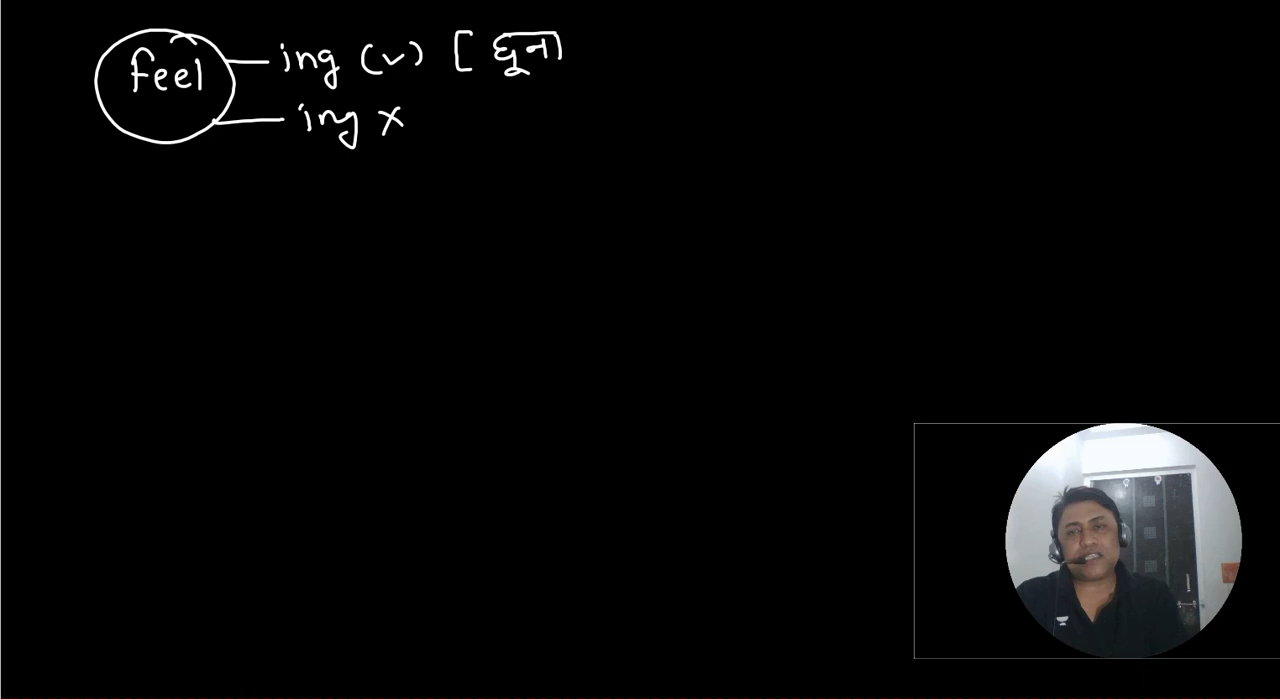 feel — ing (✓) [ छूना
— ing x